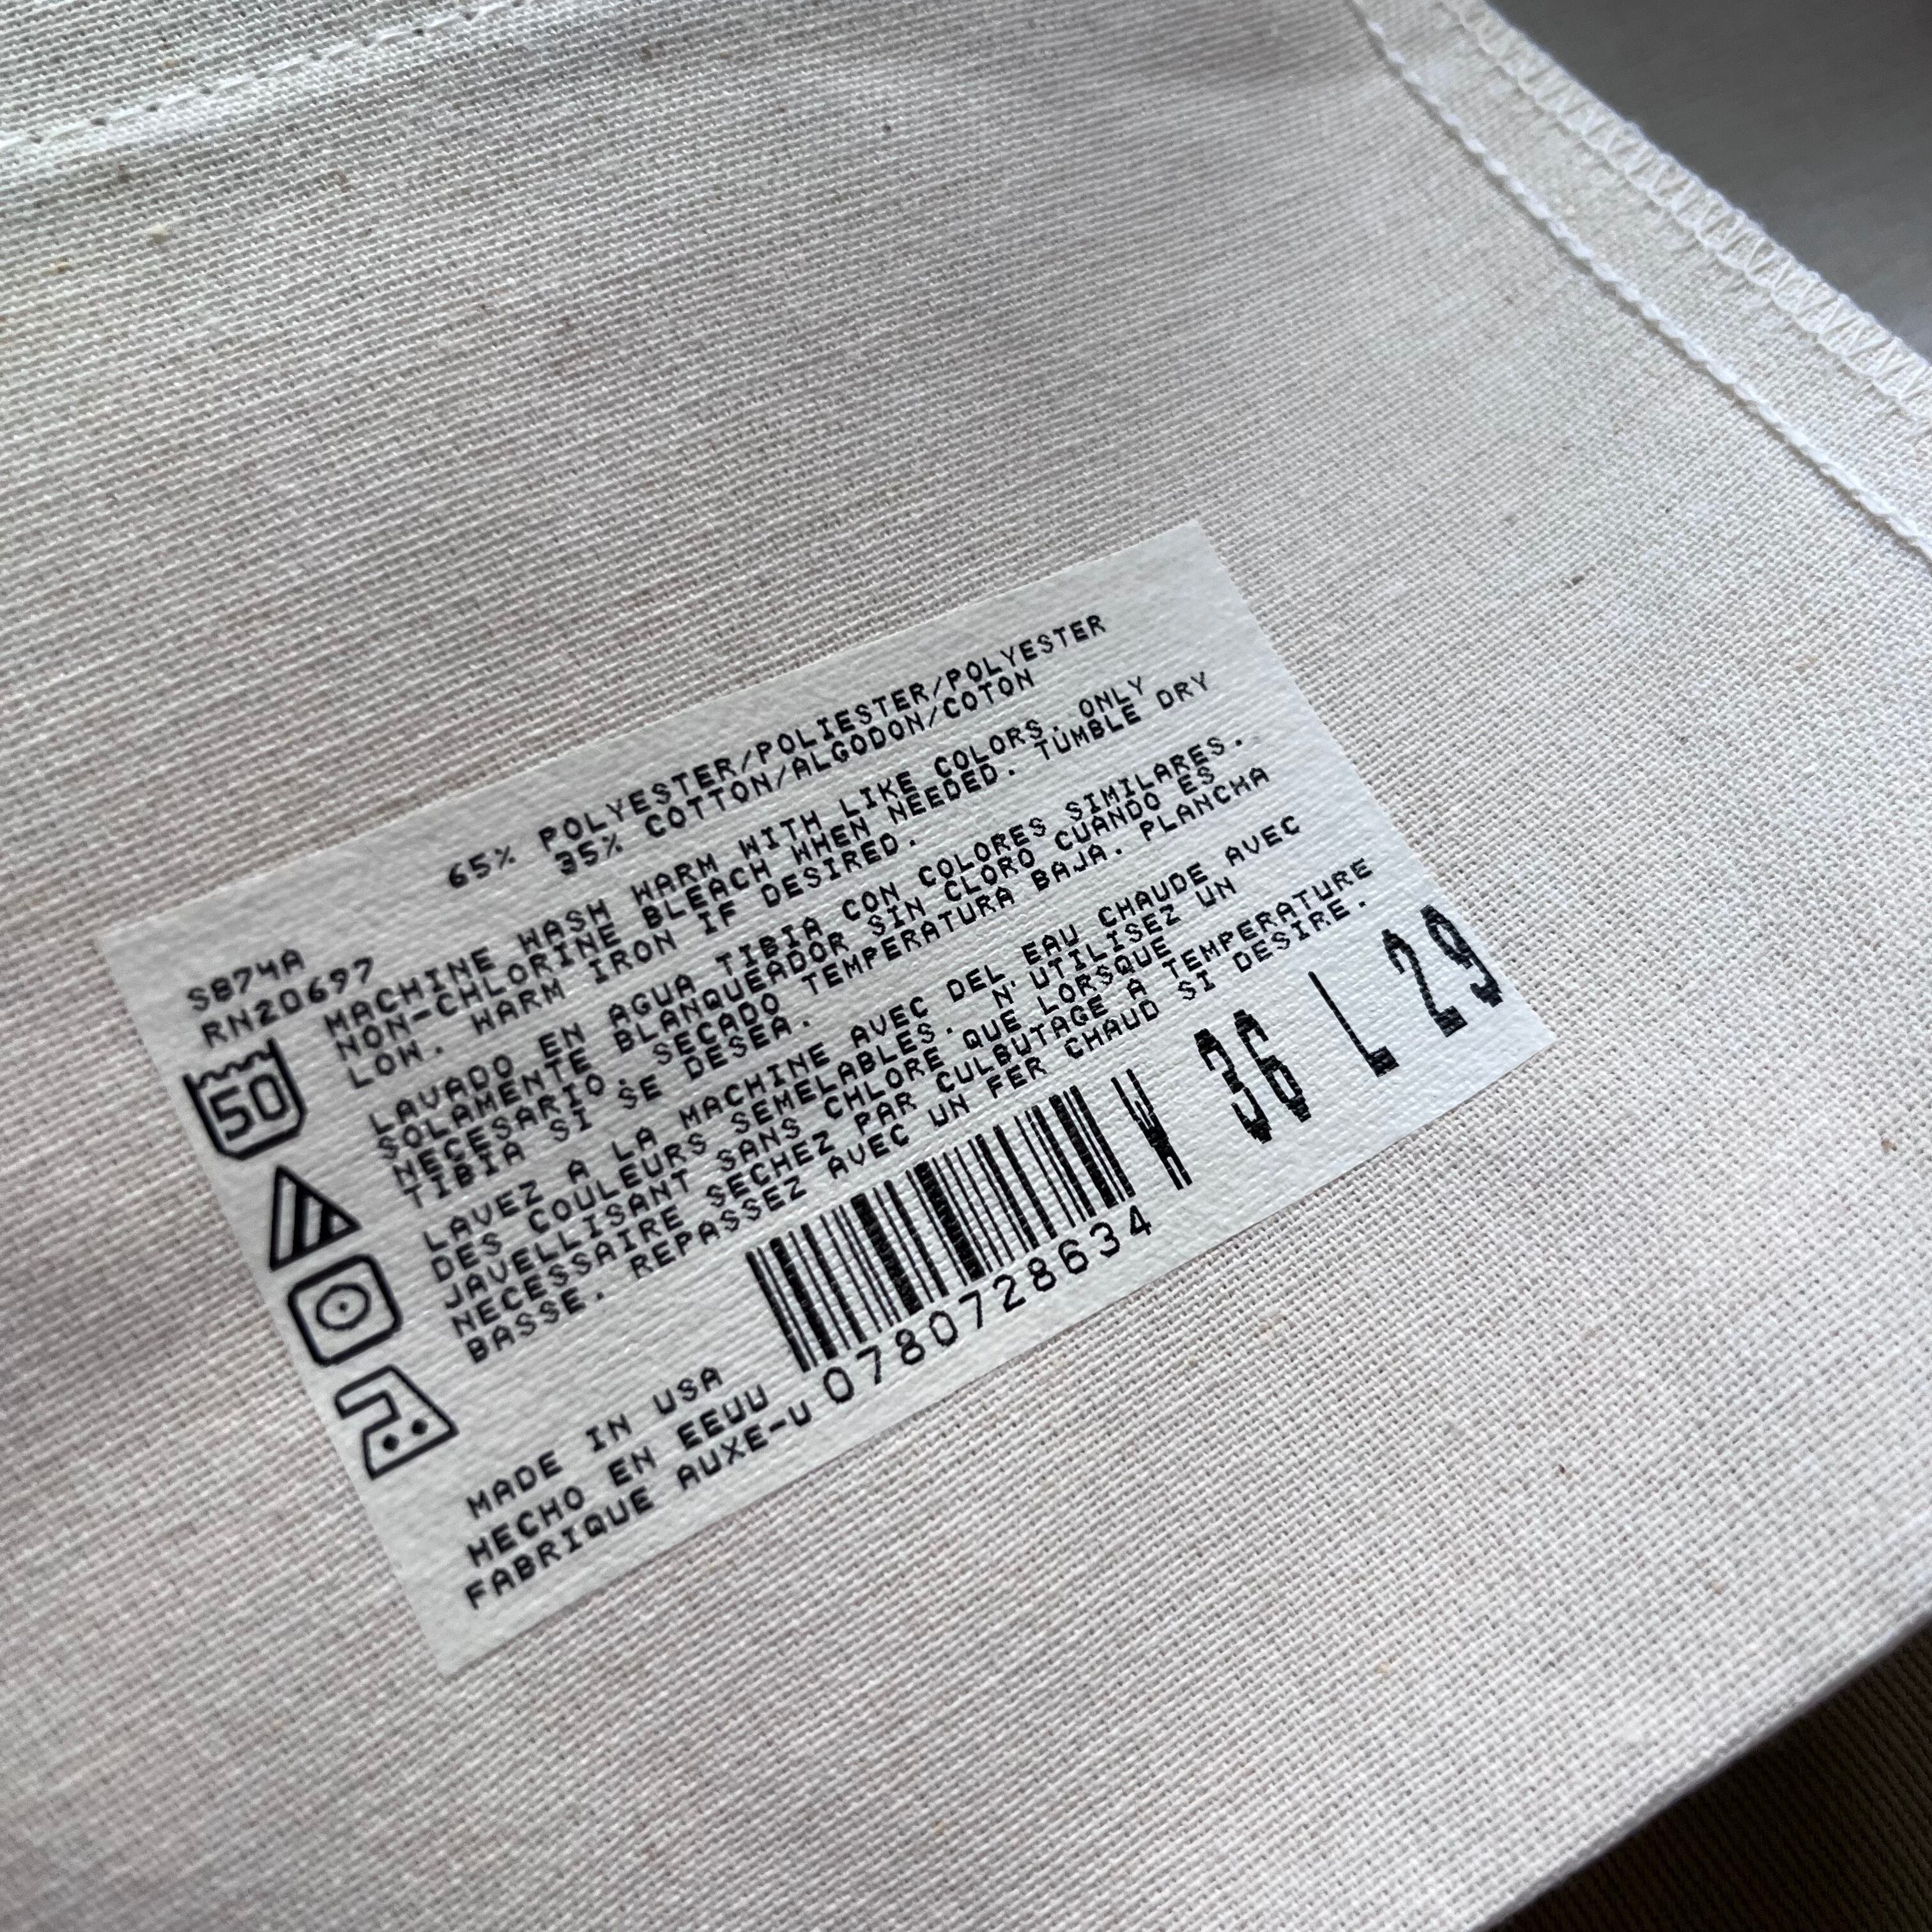 65% POLYESTER/POLIESTER/POLYESTER
35% COTTON/ALGODON/COTON
S874A
RN20697
MACHINE WASH WARM WITH LIKE COLORS. ONLY
NON-CHLORINE BLEACH WHEN NEEDED. TUMBLE DRY
LOW. WARM IRON IF DESIRED.
LAVADO EN AGUA TIBIA CON COLORES SIMILARES.
SOLAMENTE BLANQUEADOR SIN CLORO CUANDO ES
NECESARIO. SECADO TEMPERATURA BAJA. PLANCHA
TIBIA SI SE DESEA.
LAVEZ A LA MACHINE AVEC DEL EAU CHAUDE AVEC
DES COULEURS SEMELABLES. N'UTILISEZ UN
JAVELLISANT SANS CHLORE QUE LORSQUE
NECESSAIRE SECHEZ PAR CULBUTAGE A TEMPERATURE
BASSE. REPASSEZ AVEC UN FER CHAUD SI DESIRE.
50
W 36 L 29
MADE IN USA
HECHO EN EEUU
FABRIQUE AUXE-U
0780728634